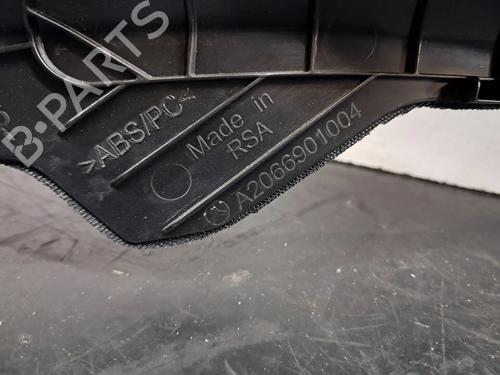 B-PARTS
>ABS/PC<
Made in
RSA
A2066901004